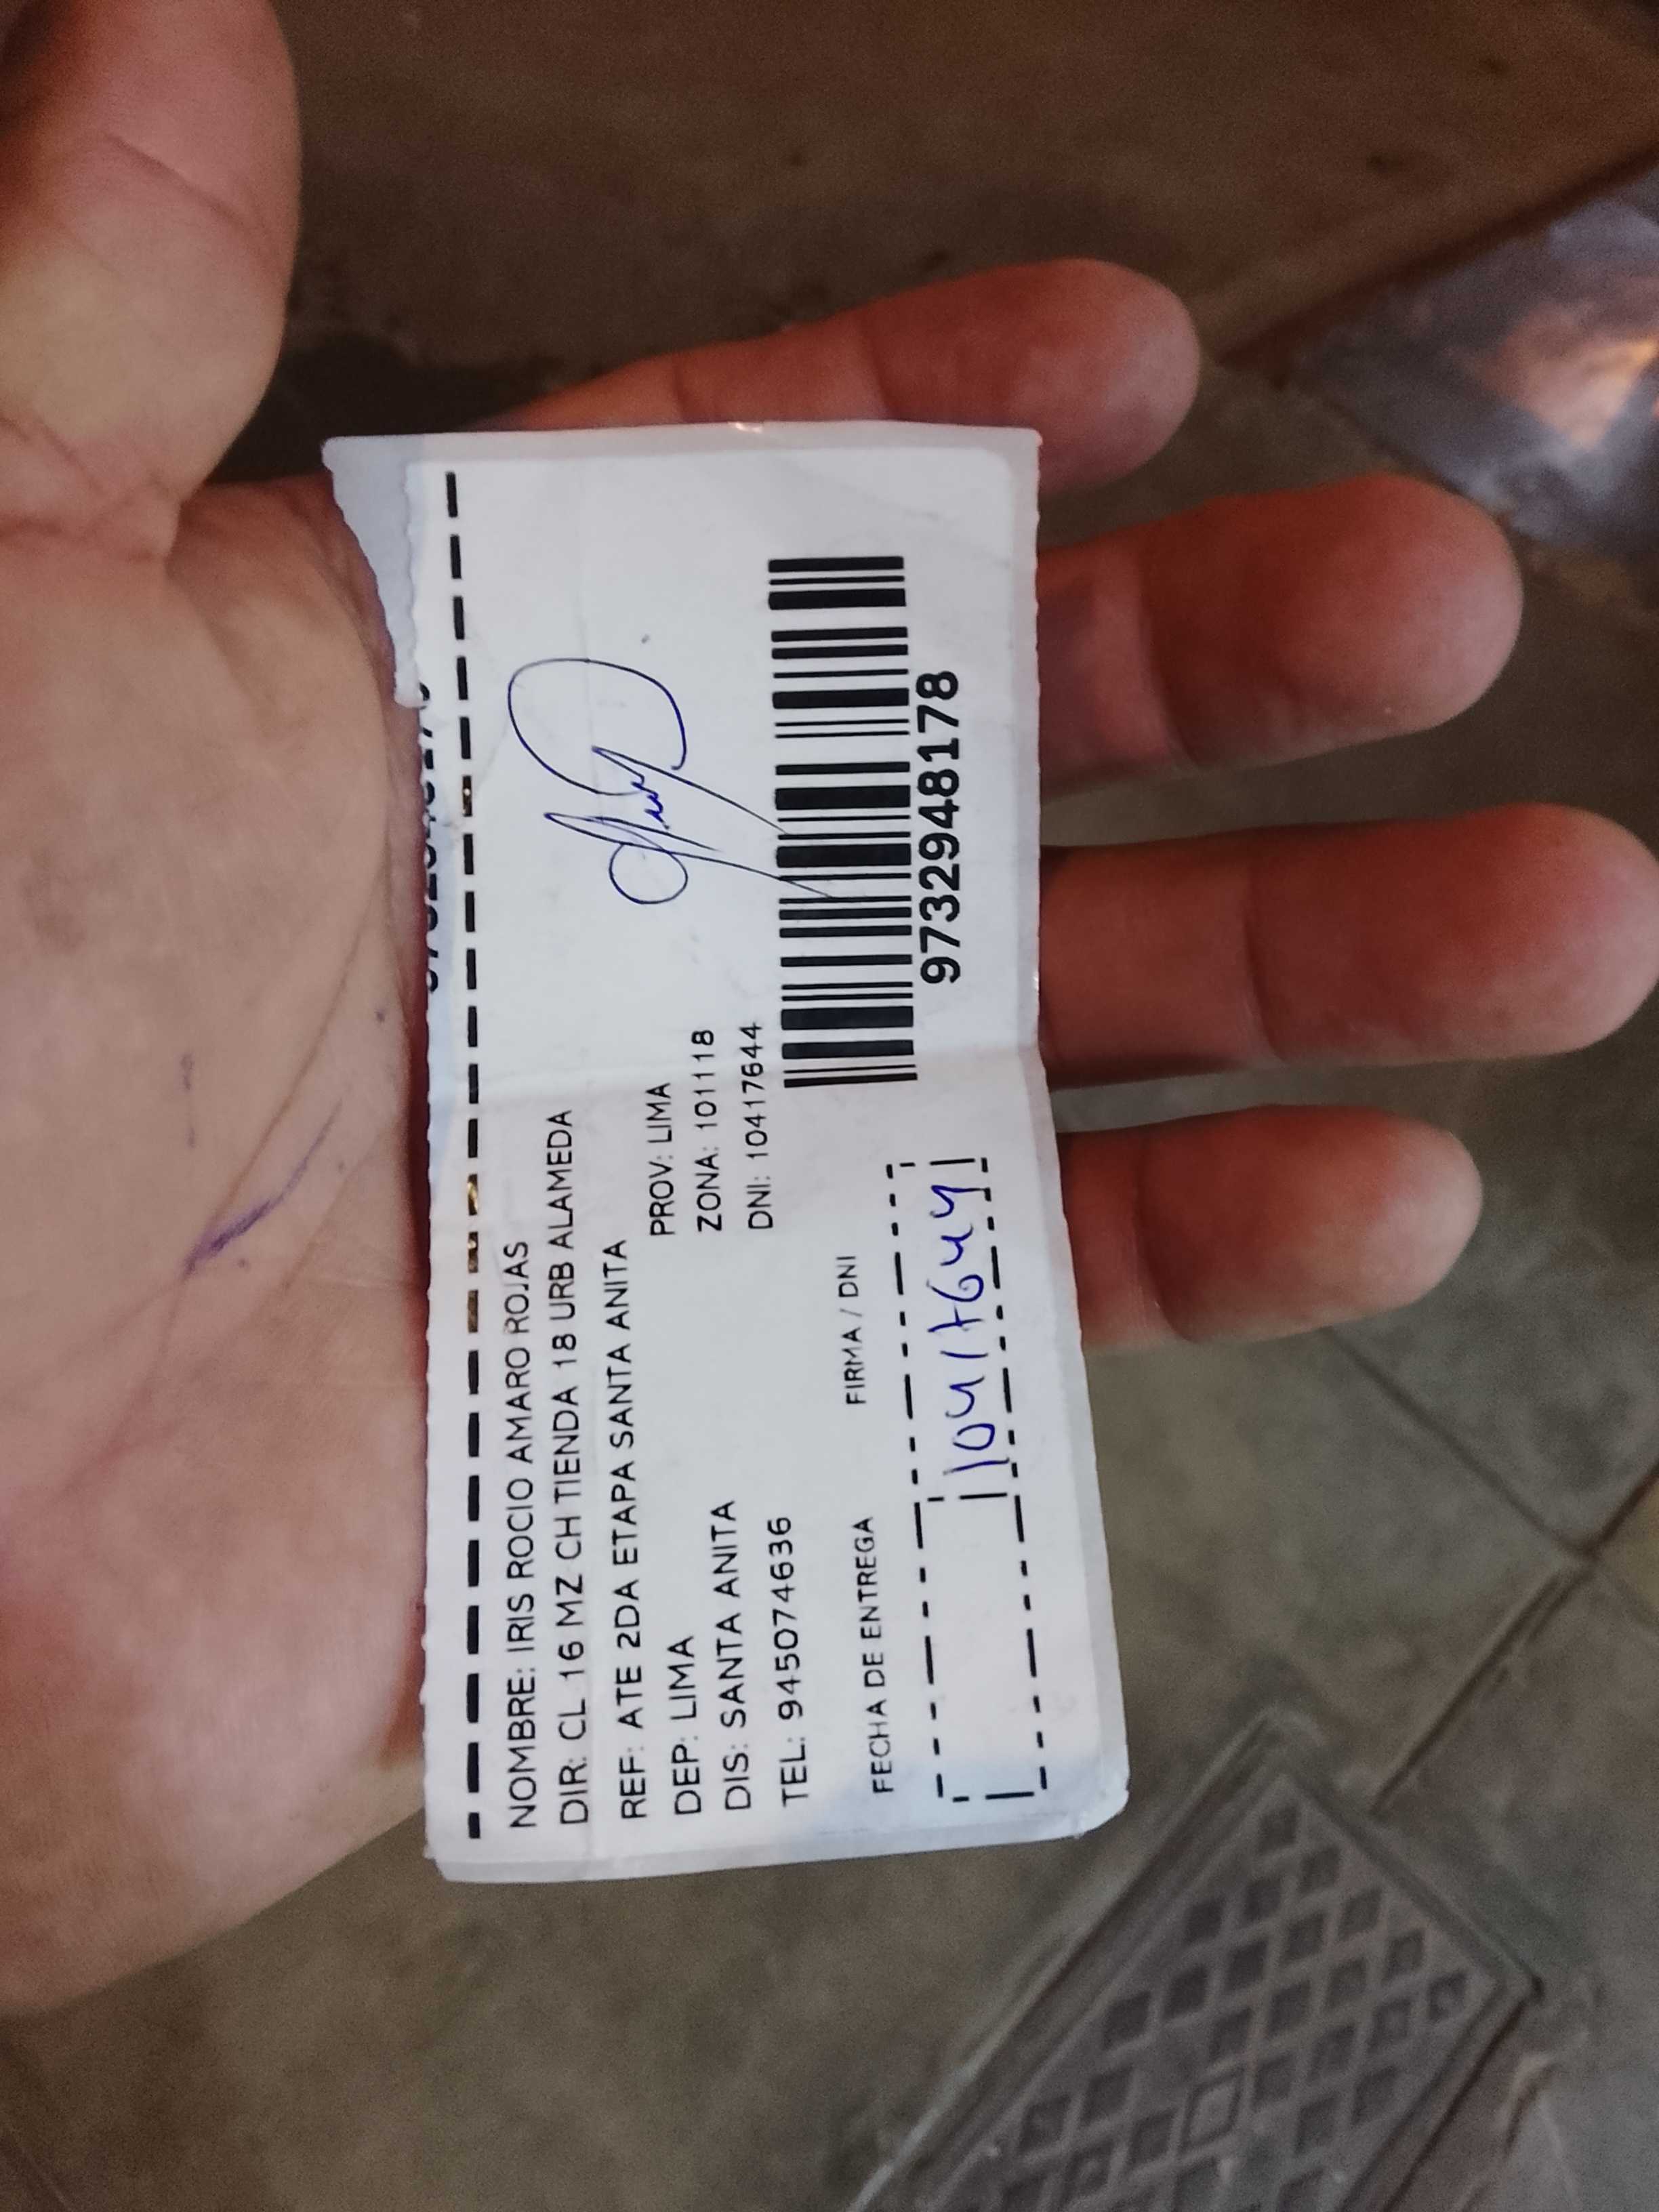 NOMBRE: IRIS ROCIO AMARO ROJAS
DIR: CL 16 MZ CH TIENDA 18 URB ALAMEDA
REF: ATE 2DA ETAPA SANTA ANITA
DEP: LIMA PROV: LIMA
DIS: SANTA ANITA ZONA: 101118
TEL: 945074636 DNI: 10417644
FECHA DE ENTREGA FIRMA / DNI
10417644
9732948178